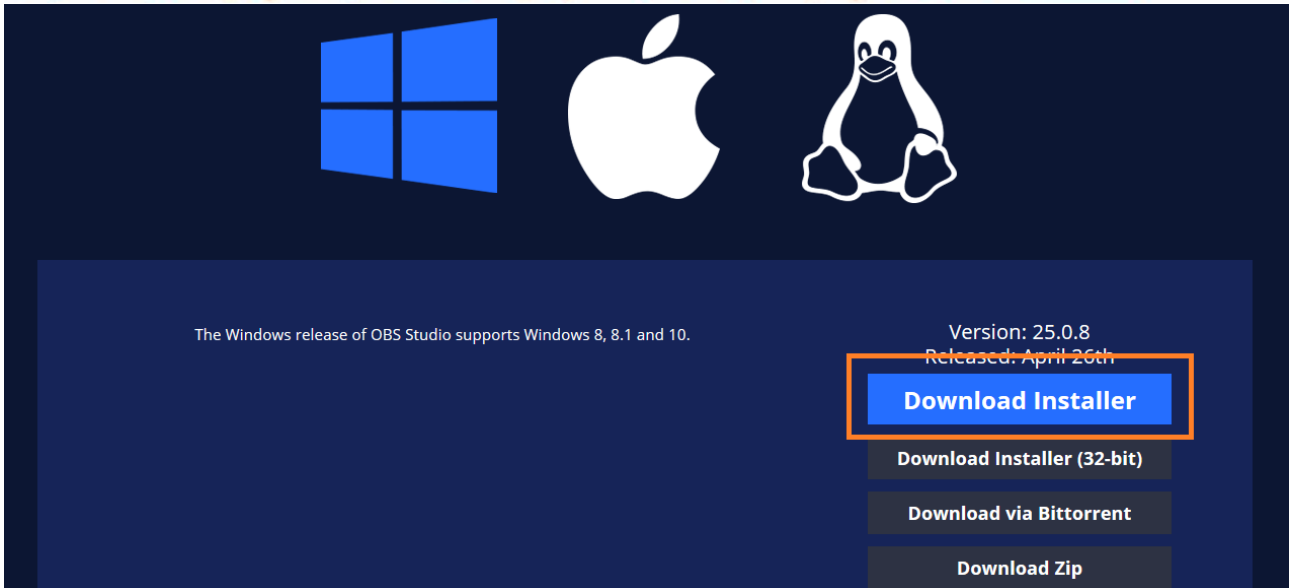 The Windows release of OBS Studio supports Windows 8, 8.1 and 10.
Version: 25.0.8
Released: April 26th
Download Installer
Download Installer (32-bit)
Download via Bittorrent
Download Zip